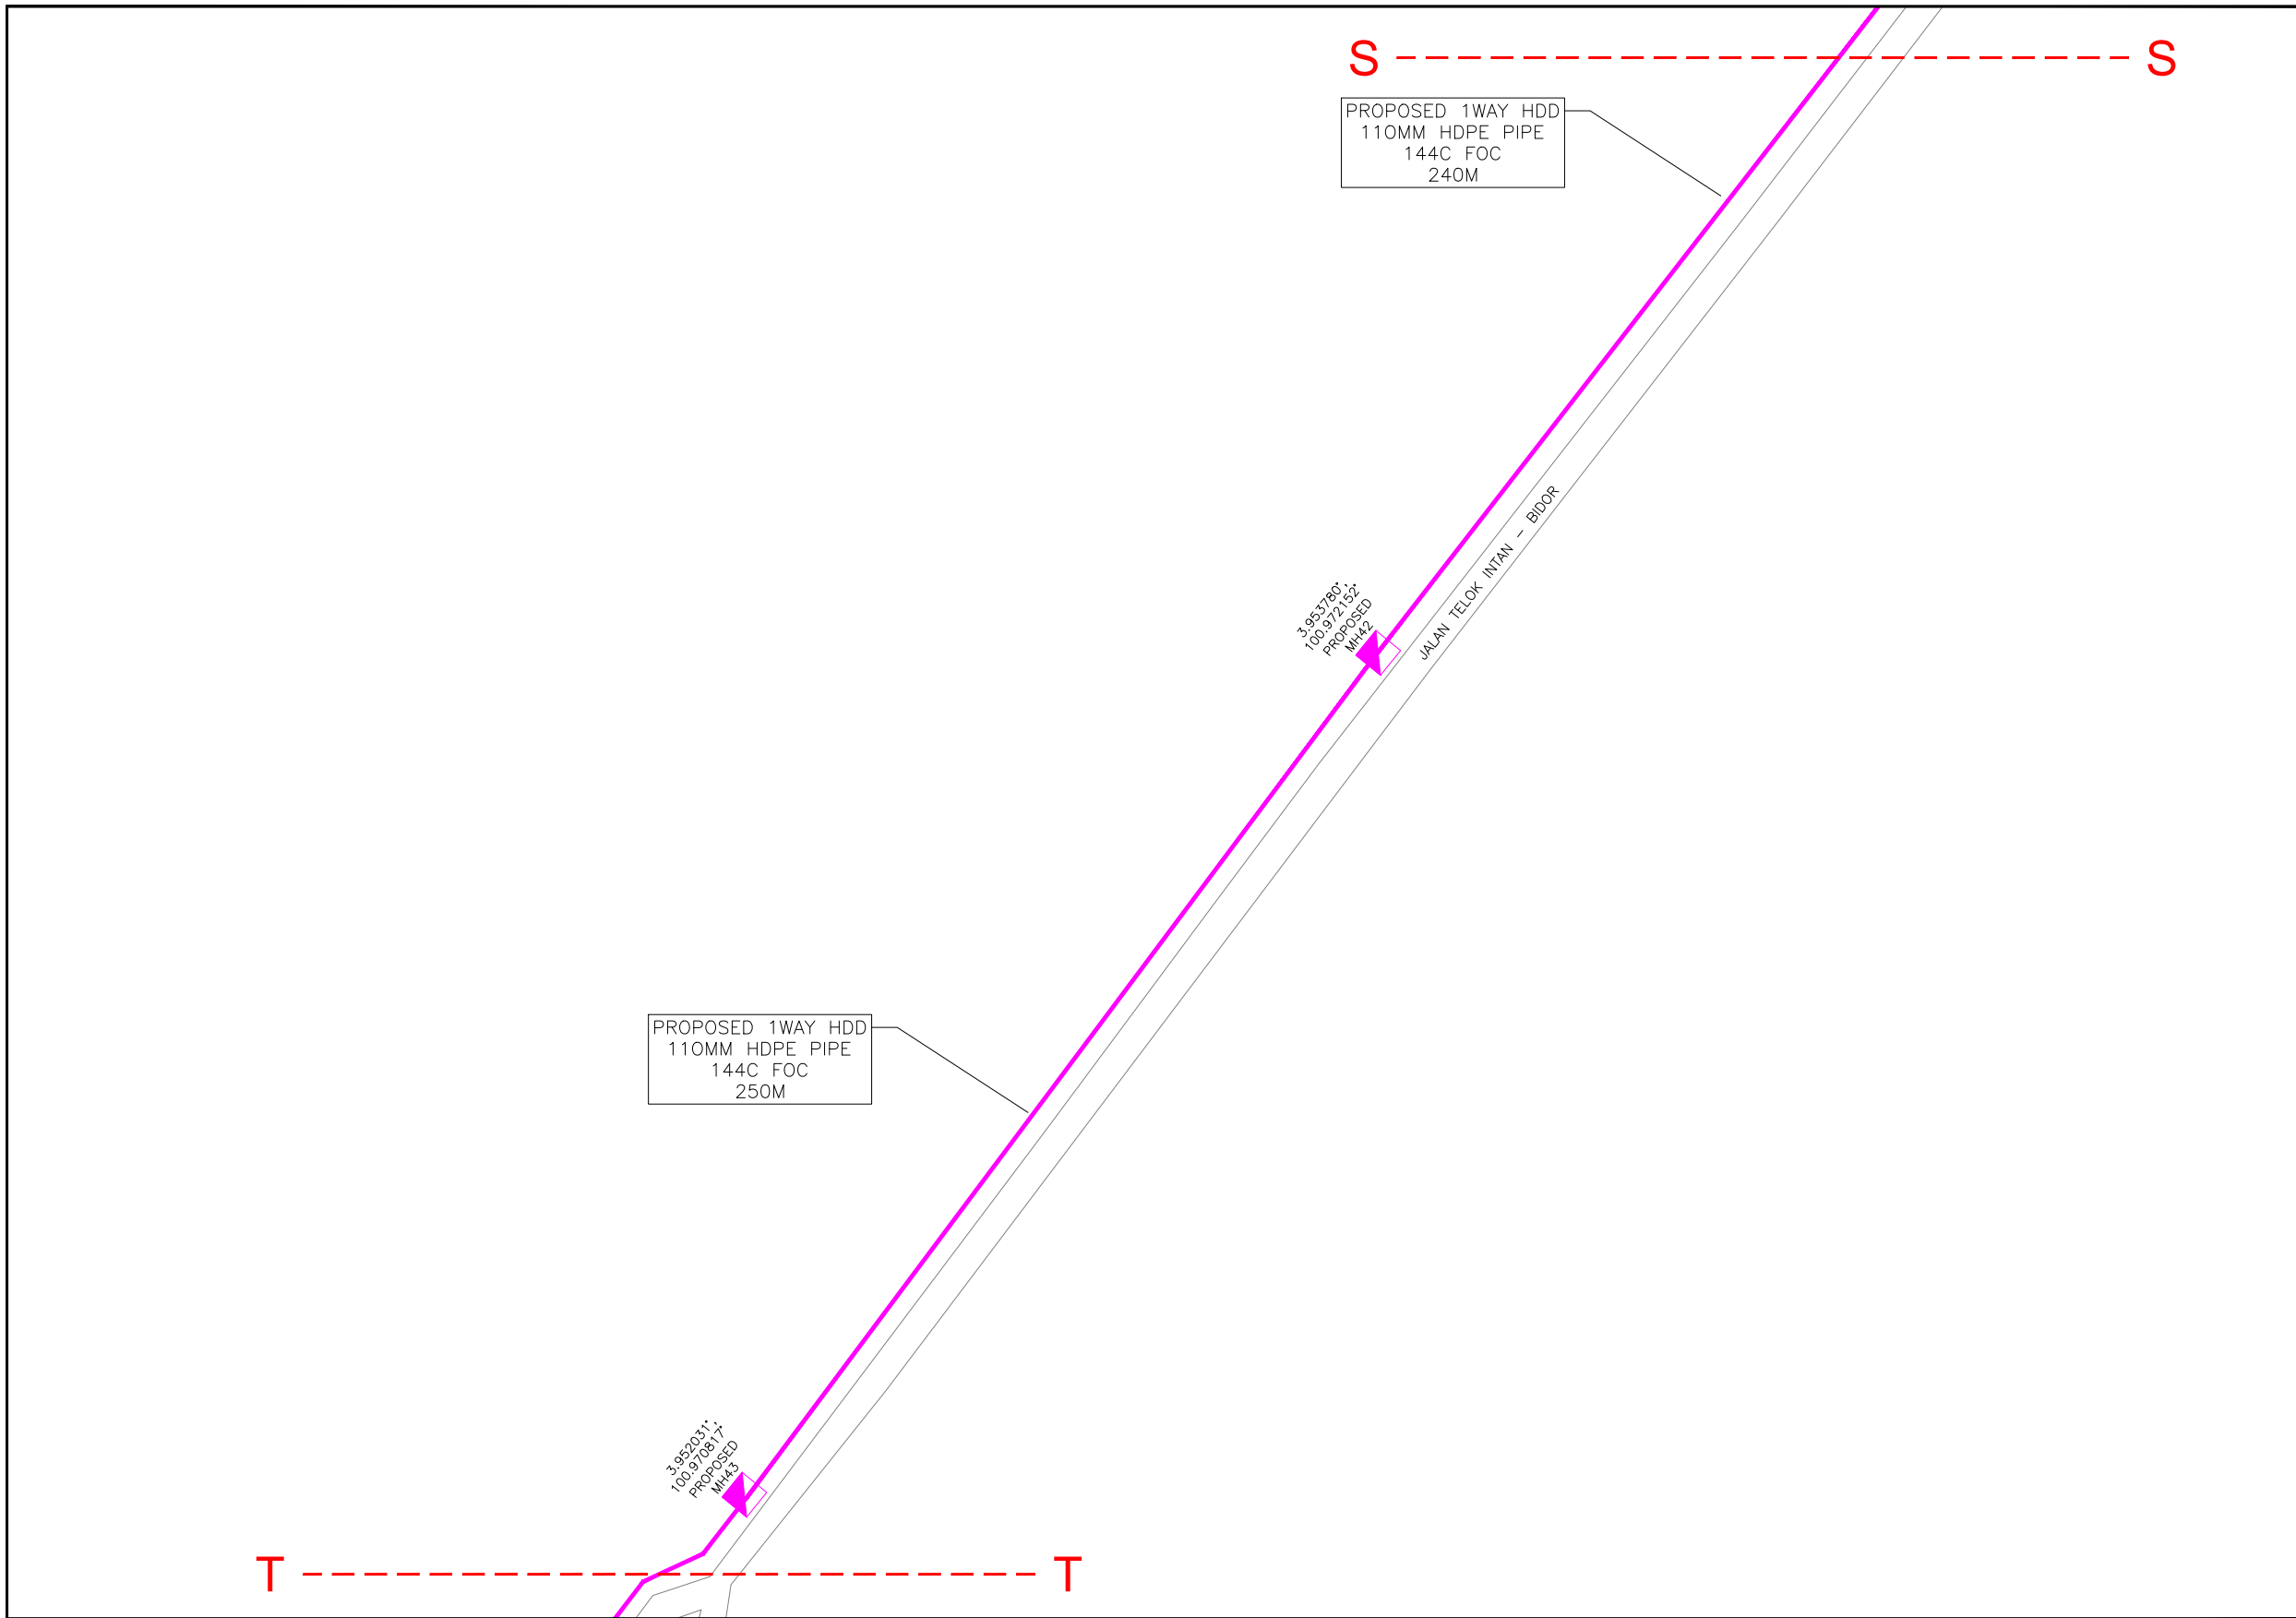 S S
PROPOSED 1WAY HDD
110MM HDPE PIPE
144C FOC
240M
JALAN TELOK INTAN - BIDOR
3.953780°,
100.972152°
PROPOSED
MH42
PROPOSED 1WAY HDD
110MM HDPE PIPE
144C FOC
250M
3.952031°,
100.970817°
PROPOSED
MH43
T T